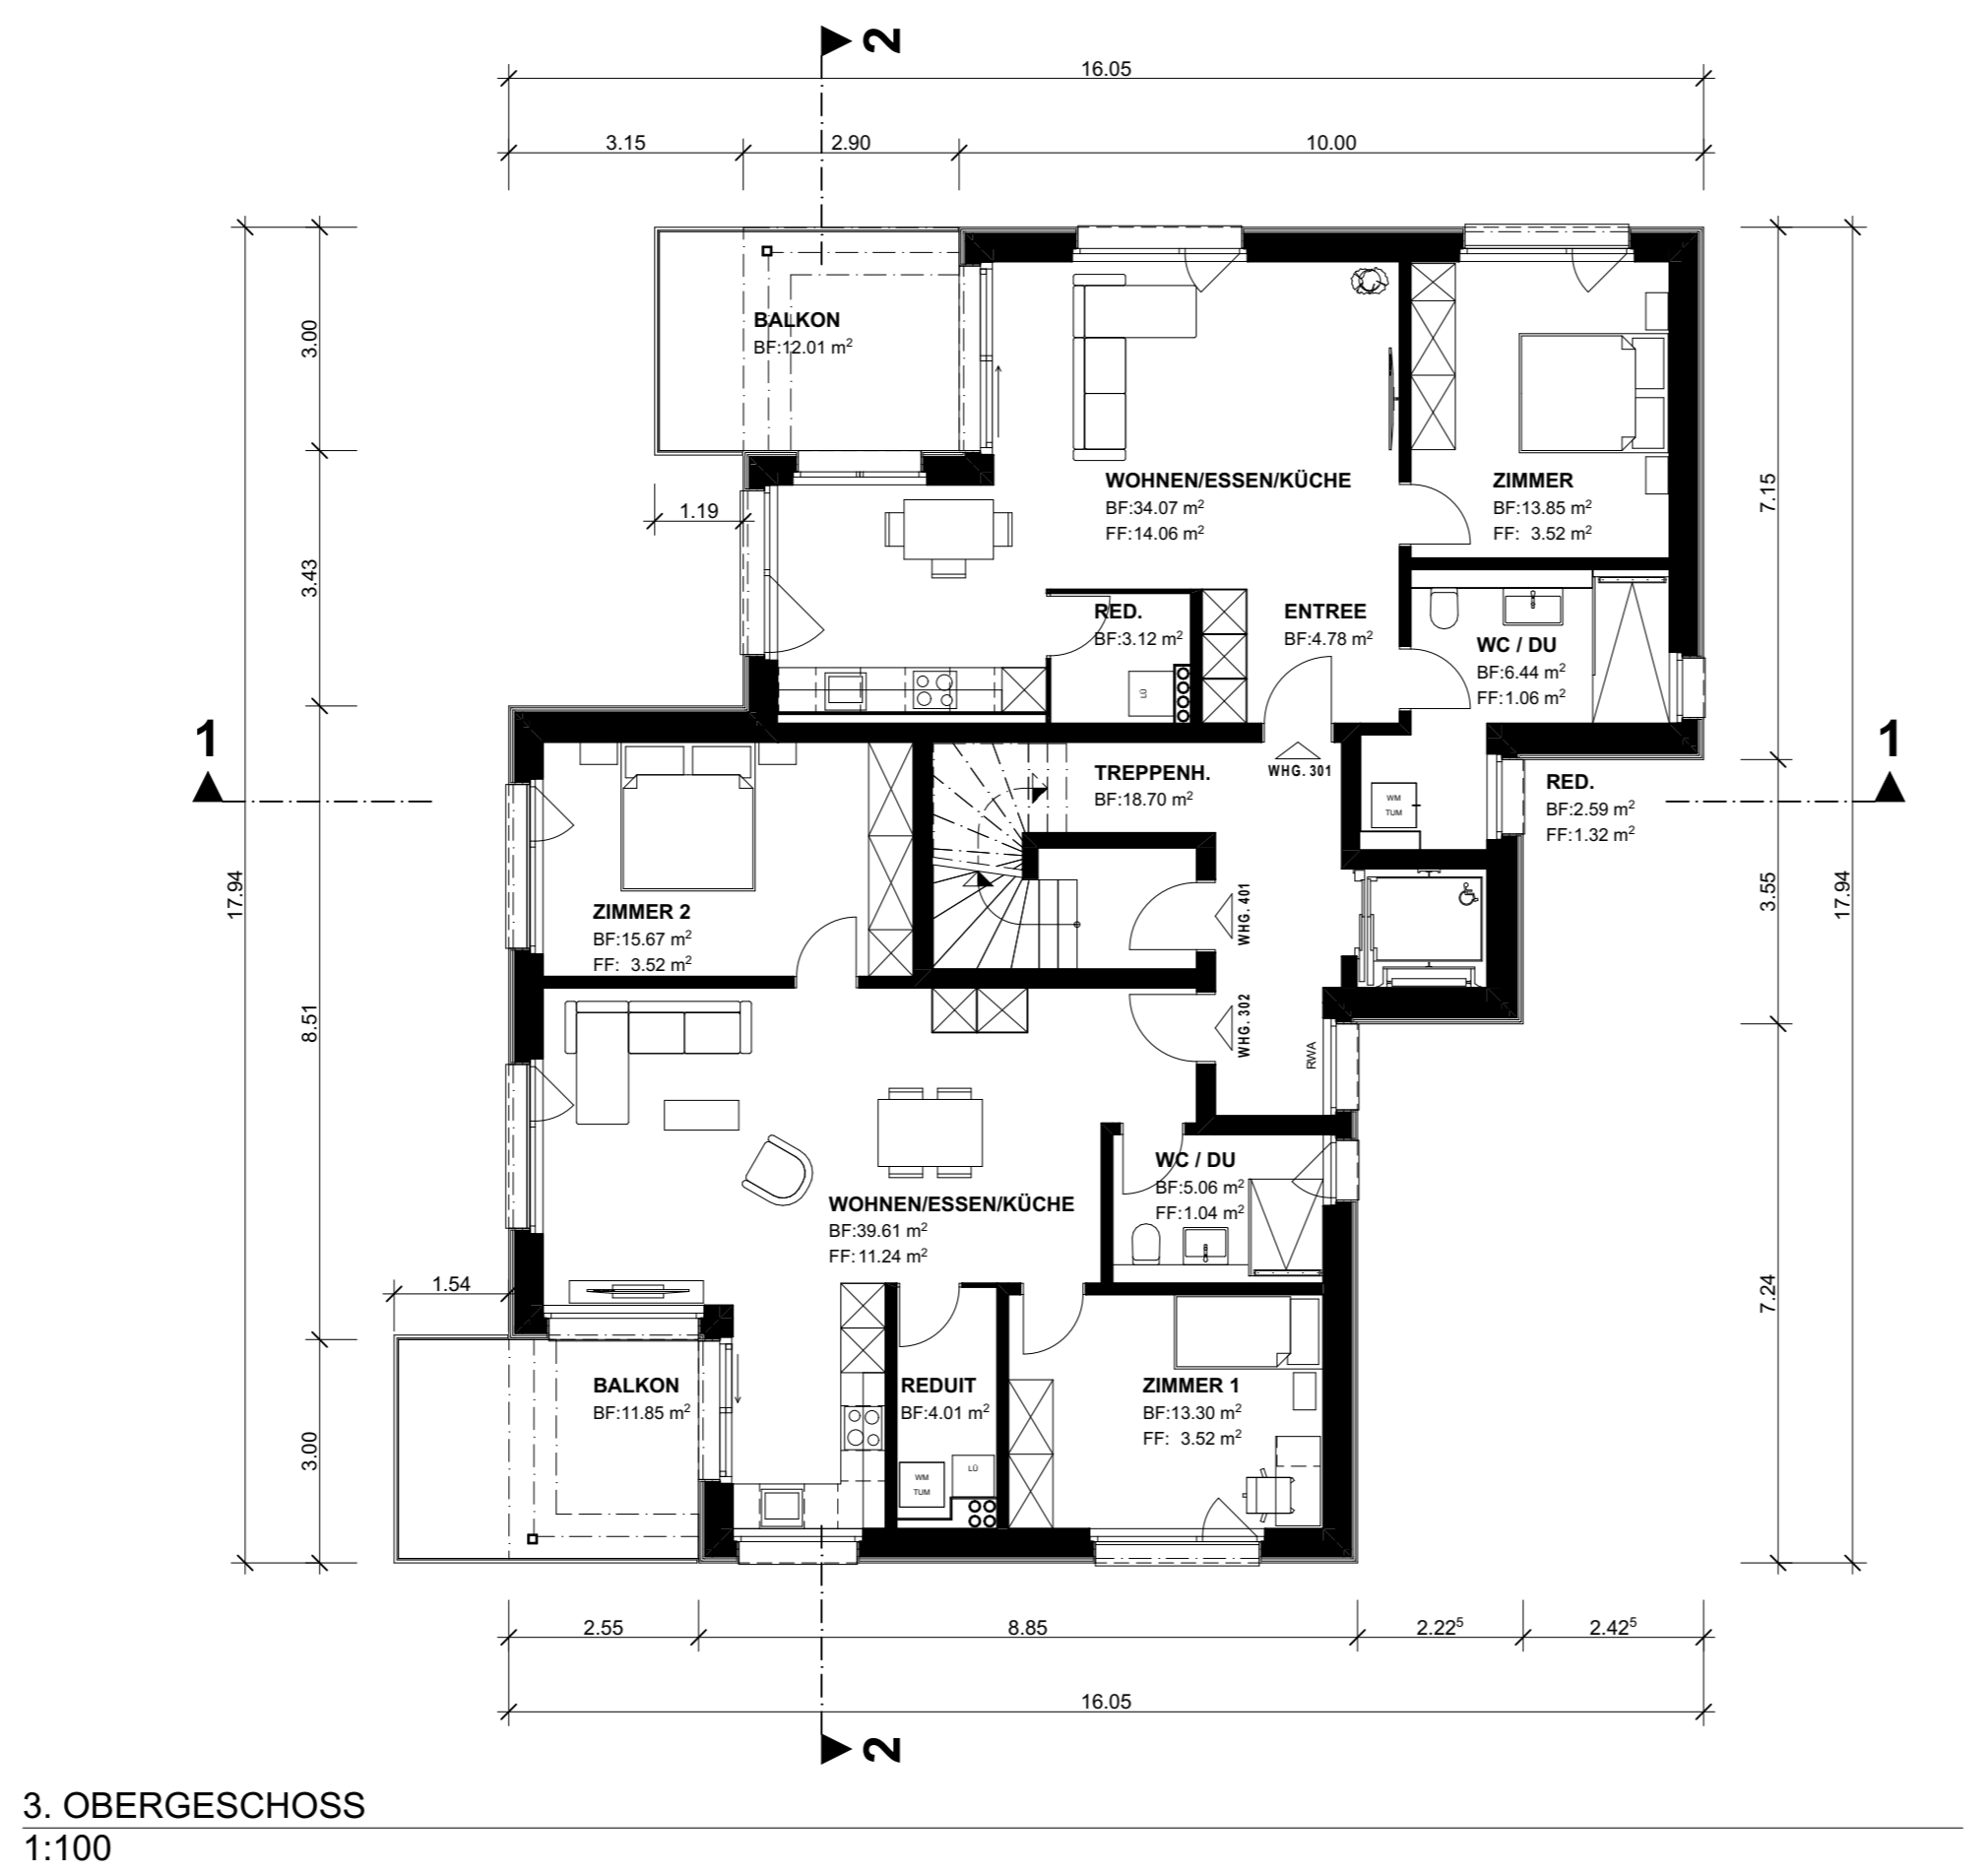 2
16.05
3.15
2.90
10.00
BALKON
BF:12.01 m²
3.00
WOHNEN/ESSEN/KÜCHE
BF:34.07 m²
FF:14.06 m²
ZIMMER
BF:13.85 m²
FF: 3.52 m²
7.15
1.19
3.43
RED.
BF:3.12 m²
LÜ
ENTREE
BF:4.78 m²
WC / DU
BF:6.44 m²
FF:1.06 m²
1
1
TREPPENH.
BF:18.70 m²
WHG. 301
WM
TUM
RED.
BF:2.59 m²
FF:1.32 m²
17.94
ZIMMER 2
BF:15.67 m²
FF: 3.52 m²
WHG. 401
3.55
17.94
8.51
WHG. 302
RWA
WC / DU
BF:5.06 m²
FF:1.04 m²
WOHNEN/ESSEN/KÜCHE
BF:39.61 m²
FF: 11.24 m²
1.54
7.24
BALKON
BF:11.85 m²
REDUIT
BF:4.01 m²
ZIMMER 1
BF:13.30 m²
FF: 3.52 m²
3.00
LÜ
WM
TUM
2.55
8.85
2.22⁵
2.42⁵
16.05
2
3. OBERGESCHOSS
1:100